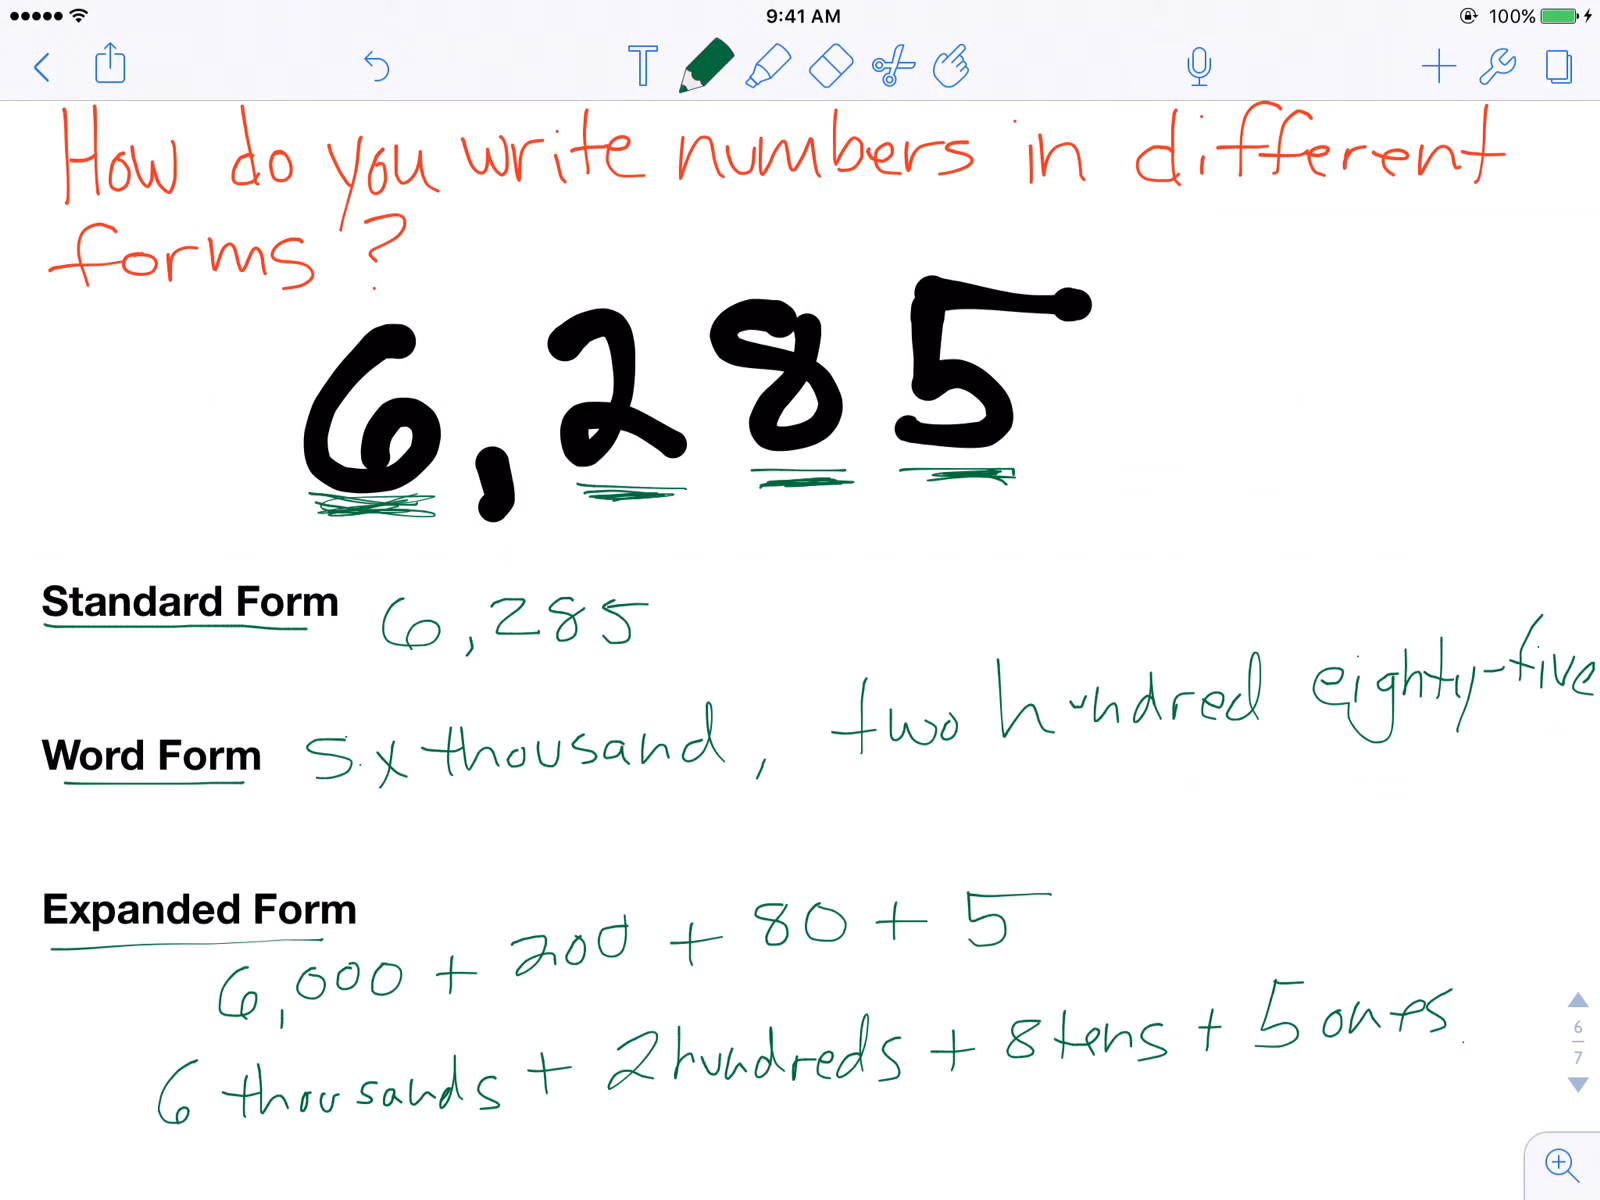 9:41 AM
100%
T
How do you write numbers in different
forms?
6,285
Standard Form 6,285
Word Form six thousand, two hundred eighty-five
Expanded Form
6,000 + 200 + 80 + 5
6 thousands + 2 hundreds + 8 tens + 5 ones
6
7